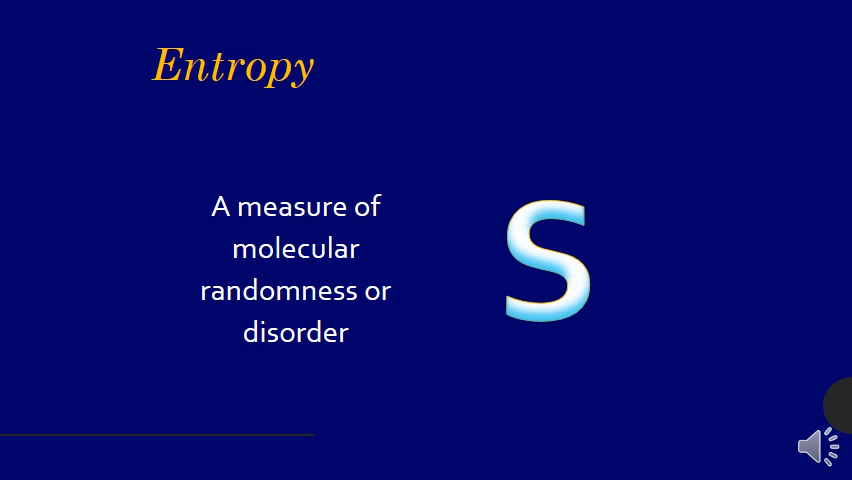 Entropy
A measure of
molecular
randomness or
disorder
S